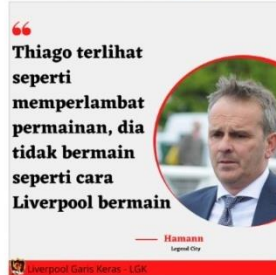 “
Thiago terlihat
seperti
memperlambat
permainan, dia
tidak bermain
seperti cara
Liverpool bermain
Hamann
Legend City
Liverpool Garis Keras - LGK